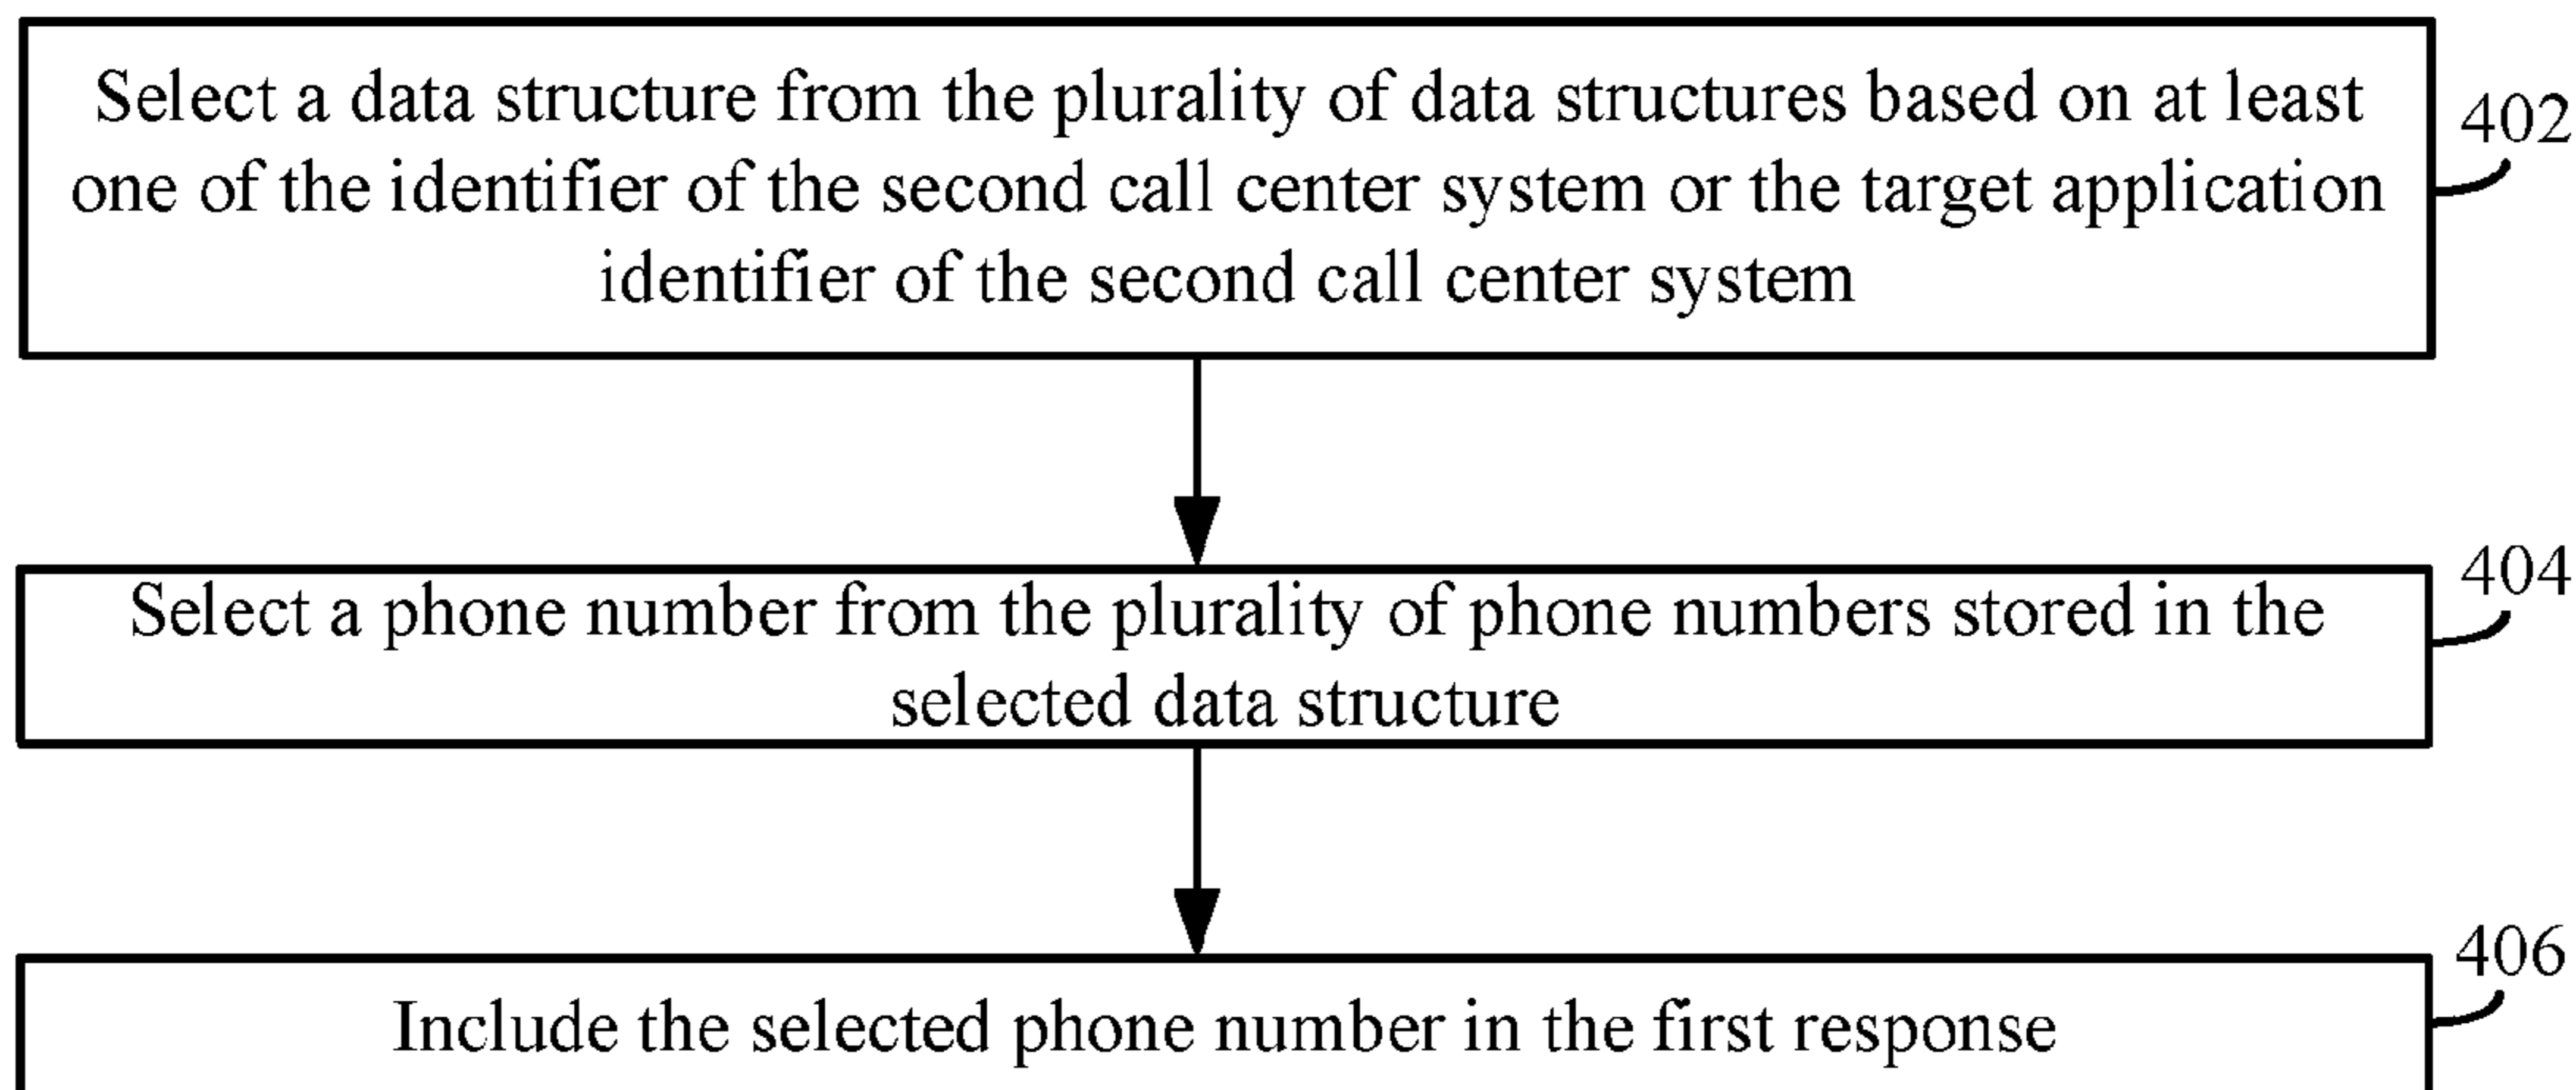 Select a data structure from the plurality of data structures based on at least
one of the identifier of the second call center system or the target application
identifier of the second call center system
402
Select a phone number from the plurality of phone numbers stored in the
selected data structure
404
Include the selected phone number in the first response
406